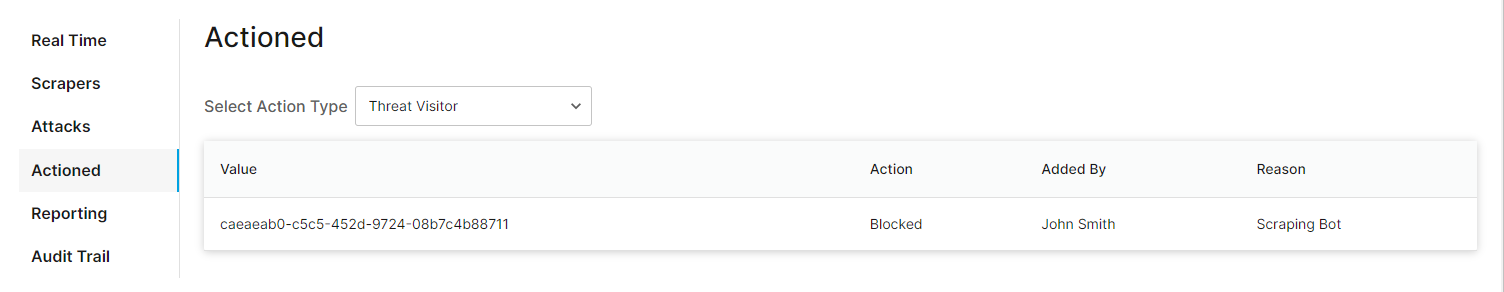 Real Time
Scrapers
Attacks
Actioned
Reporting
Audit Trail
Actioned
Select Action Type Threat Visitor
Value Action Added By Reason
caeaeab0-c5c5-452d-9724-08b7c4b88711 Blocked John Smith Scraping Bot